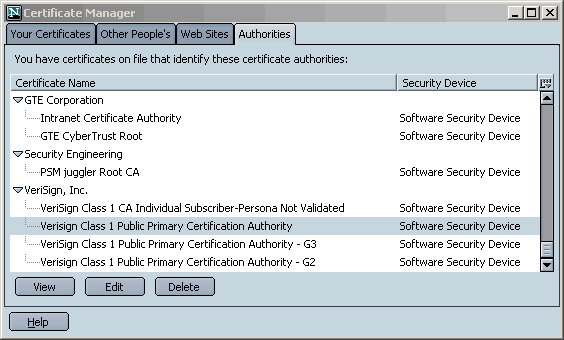 Certificate Manager
Your Certificates Other People's Web Sites Authorities
You have certificates on file that identify these certificate authorities:
Certificate Name Security Device
GTE Corporation
Intranet Certificate Authority Software Security Device
GTE CyberTrust Root Software Security Device
Security Engineering
PSM juggler Root CA Software Security Device
VeriSign, Inc.
VeriSign Class 1 CA Individual Subscriber-Persona Not Validated Software Security Device
Verisign Class 1 Public Primary Certification Authority Software Security Device
Verisign Class 1 Public Primary Certification Authority - G3 Software Security Device
Verisign Class 1 Public Primary Certification Authority - G2 Software Security Device
View Edit Delete
Help